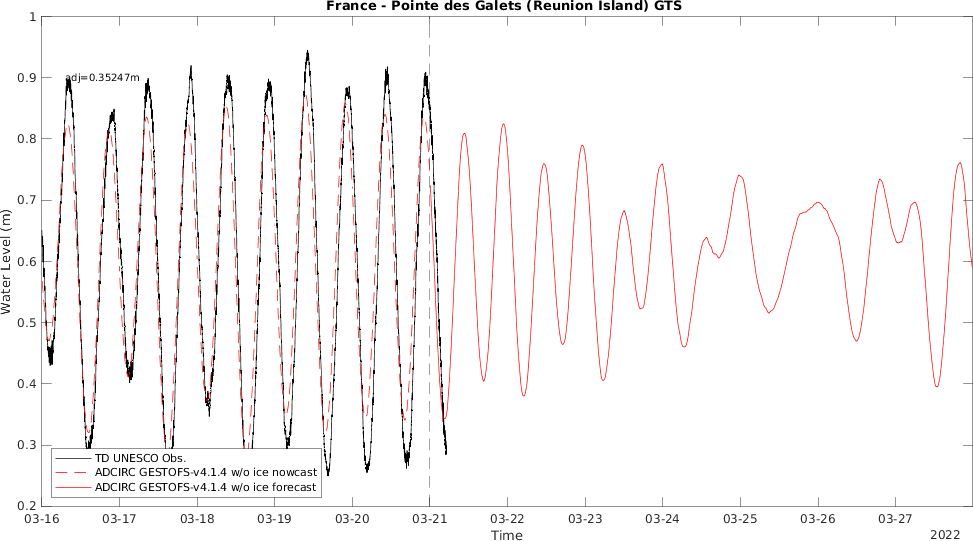 France - Pointe des Galets (Reunion Island) GTS
1
0.9
0.8
0.7
0.6
0.5
0.4
0.3
0.2
Water Level (m)
adj=0.35247m
TD UNESCO Obs.
ADCIRC GESTOFS-v4.1.4 w/o ice nowcast
ADCIRC GESTOFS-v4.1.4 w/o ice forecast
03-16 03-17 03-18 03-19 03-20 03-21 03-22 03-23 03-24 03-25 03-26 03-27
Time
2022